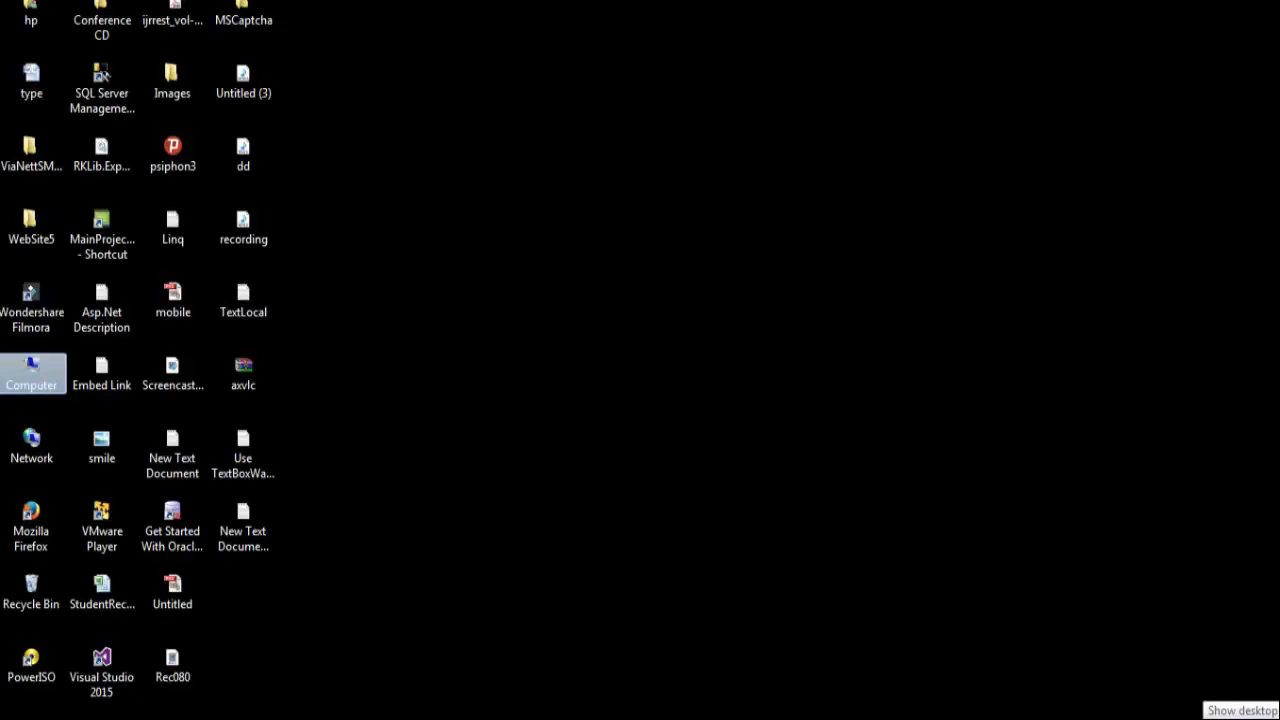 hp
Conference
CD
ijrrest_vol-...
MSCaptcha
type
SQL Server
Manageme...
Images
Untitled (3)
ViaNettSM...
RKLib.Exp...
psiphon3
dd
WebSite5
MainProjec...
- Shortcut
Linq
recording
Wondershare
Filmora
Asp.Net
Description
mobile
TextLocal
Computer
Embed Link
Screencast...
axvlc
Network
smile
New Text
Document
Use
TextBoxWa...
Mozilla
Firefox
VMware
Player
Get Started
With Oracl...
New Text
Docume...
Recycle Bin
StudentRec...
Untitled
PowerISO
Visual Studio
2015
Rec080
Show desktop